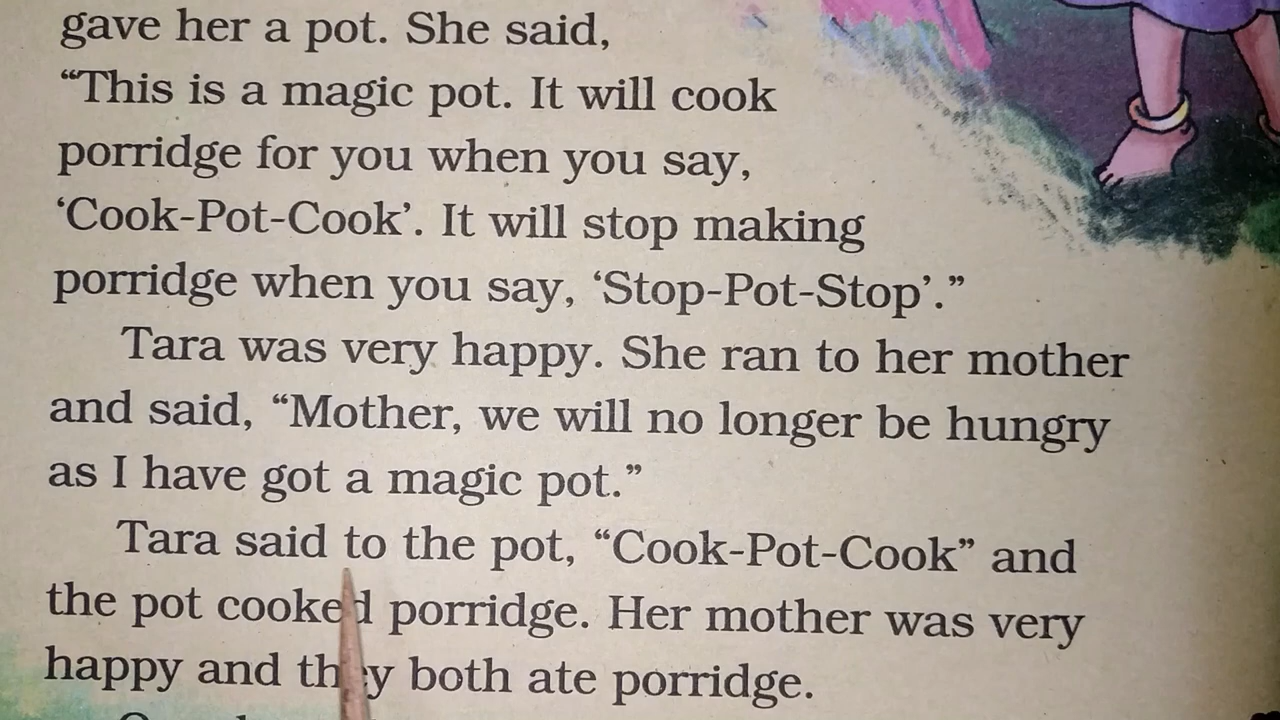 gave her a pot. She said,
“This is a magic pot. It will cook
porridge for you when you say,
‘Cook-Pot-Cook’. It will stop making
porridge when you say, ‘Stop-Pot-Stop’.”
Tara was very happy. She ran to her mother
and said, “Mother, we will no longer be hungry
as I have got a magic pot.”
Tara said to the pot, “Cook-Pot-Cook” and
the pot cooked porridge. Her mother was very
happy and they both ate porridge.